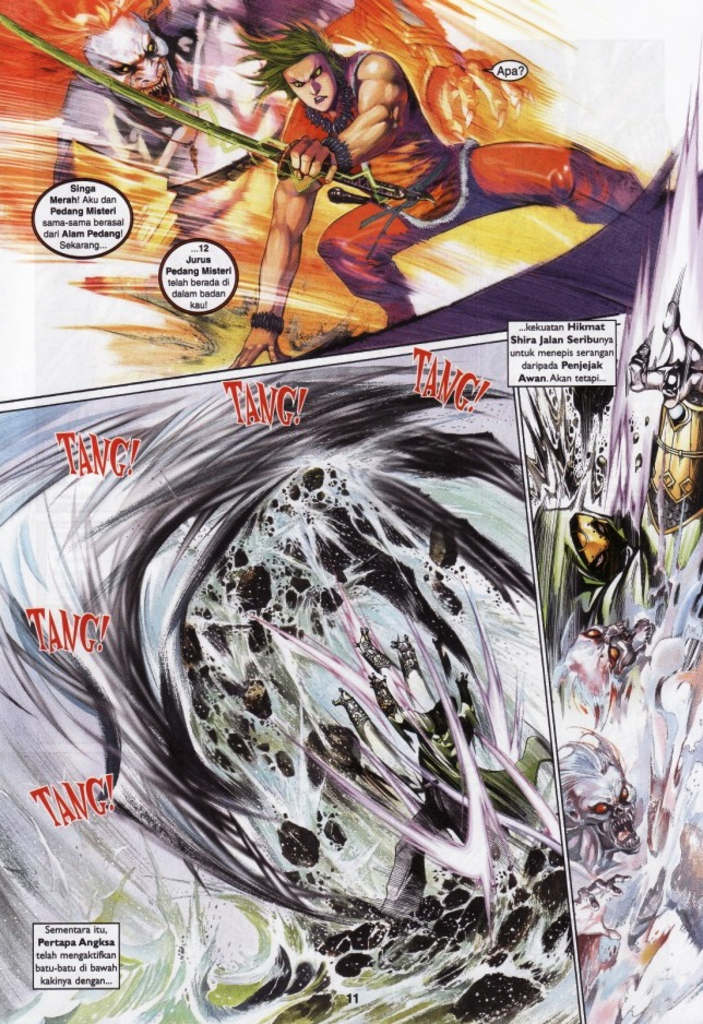 Apa?
Singa
Merah! Aku dan
Pedang Misteri
sama-sama berasal
dari Alam Pedang!
Sekarang...
...12
Jurus
Pedang Misteri
telah berada di
dalam badan
kau!
TANG!
TANG!
TANG!
TANG!
TANG!
Sementara itu,
Pertapa Angksa
telah mengaktifkan
batu-batu di bawah
kakinya dengan...
...kekuatan Hikmat
Shira Jalan Seribunya
untuk menepis serangan
daripada Penjejak
Awan. Akan tetapi...
11